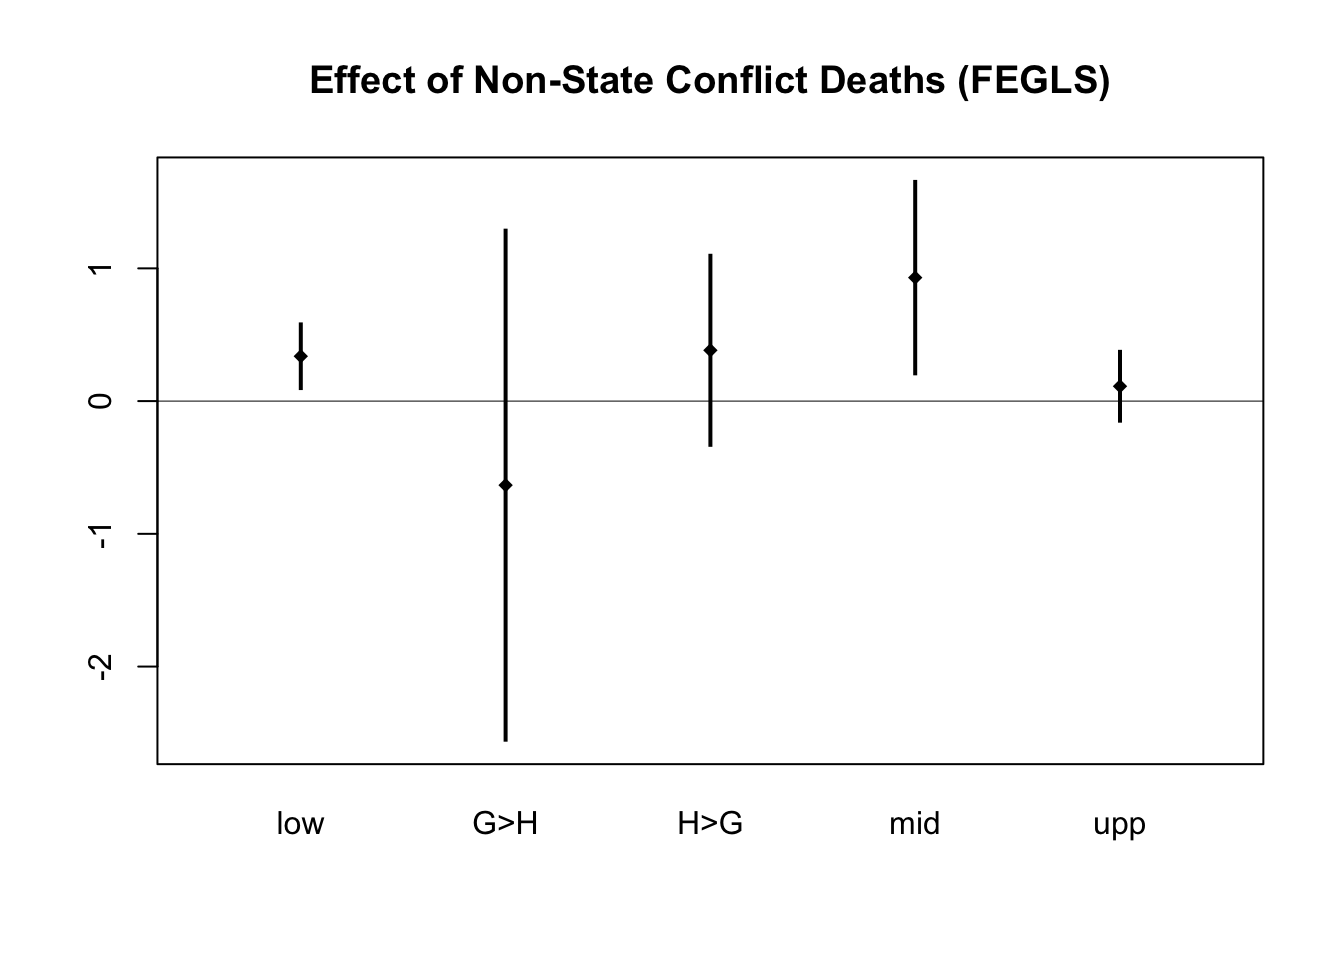 Effect of Non-State Conflict Deaths (FEGLS)
1
0
-1
-2
low G>H H>G mid upp